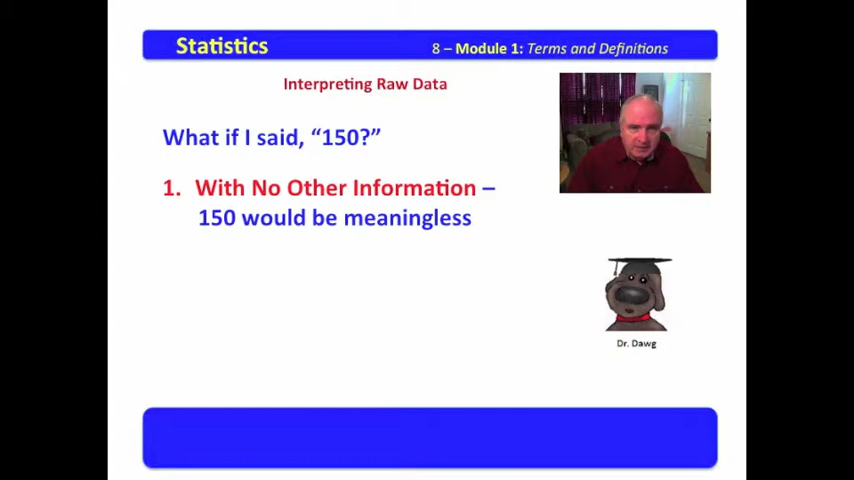 Statistics
8 – Module 1: Terms and Definitions
Interpreting Raw Data
What if I said, “150?”
1. With No Other Information –
150 would be meaningless
Dr. Dawg